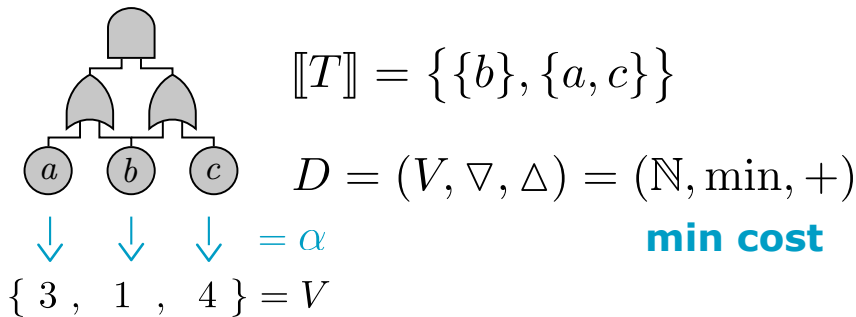 ⟦T⟧ = {{b}, {a, c}}
a b c
D = (V, ▽, △) = (ℕ, min, +)
= α
min cost
{ 3 , 1 , 4 } = V